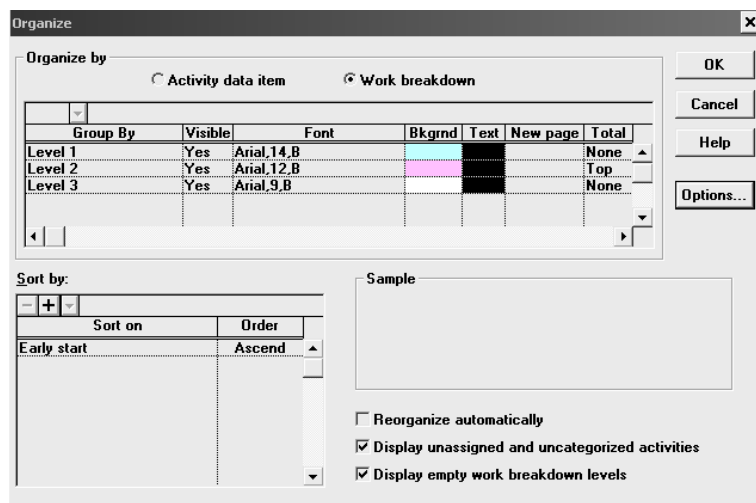 Organize
Organize by
Activity data item Work breakdown
OK
Cancel
Help
Options...
Group By Visible Font Bkgrnd Text New page Total
Level 1 Yes Arial,14,B None
Level 2 Yes Arial,12,B Top
Level 3 Yes Arial,9,B None
Sort by:
Sort on Order
Early start Ascend
Sample
Reorganize automatically
Display unassigned and uncategorized activities
Display empty work breakdown levels